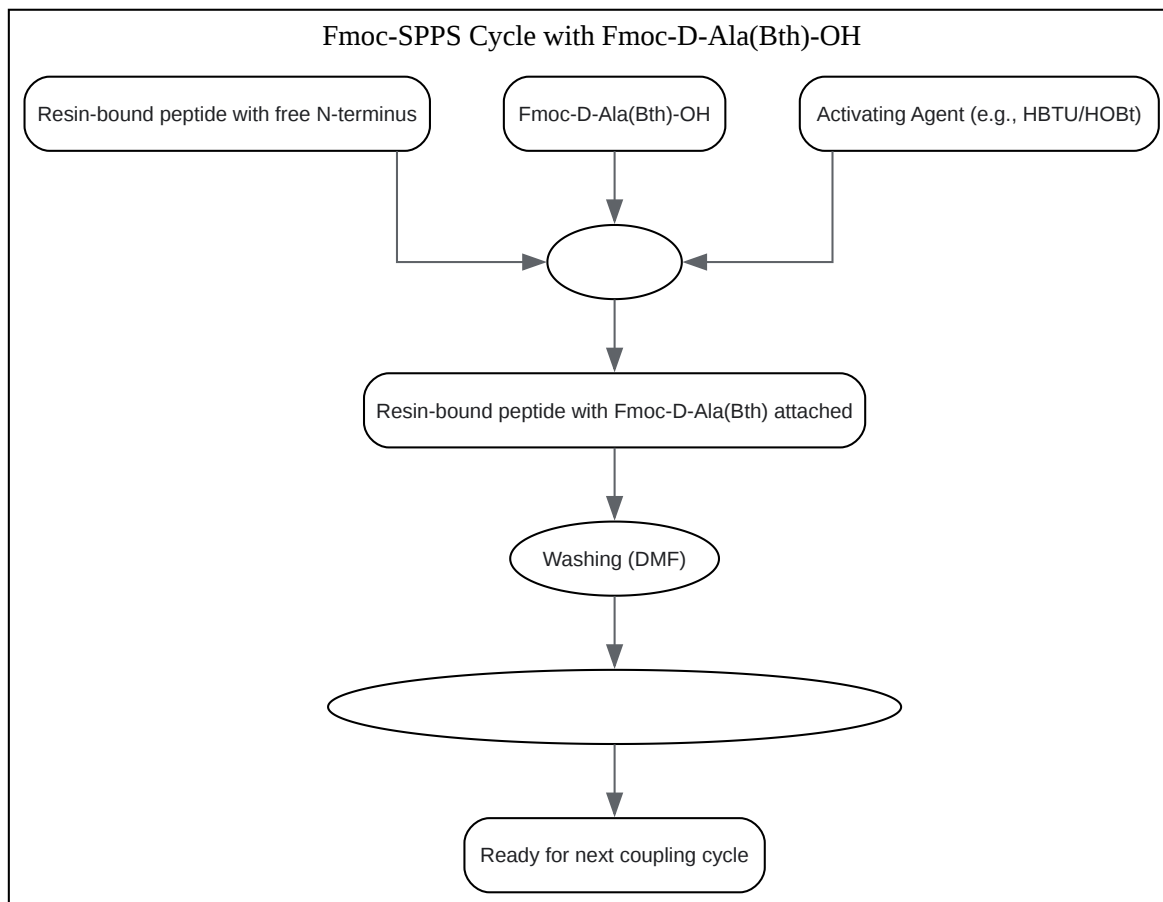 Fmoc-SPPS Cycle with Fmoc-D-Ala(Bth)-OH
Resin-bound peptide with free N-terminus
Fmoc-D-Ala(Bth)-OH
Activating Agent (e.g., HBTU/HOBt)
Resin-bound peptide with Fmoc-D-Ala(Bth) attached
Washing (DMF)
Ready for next coupling cycle